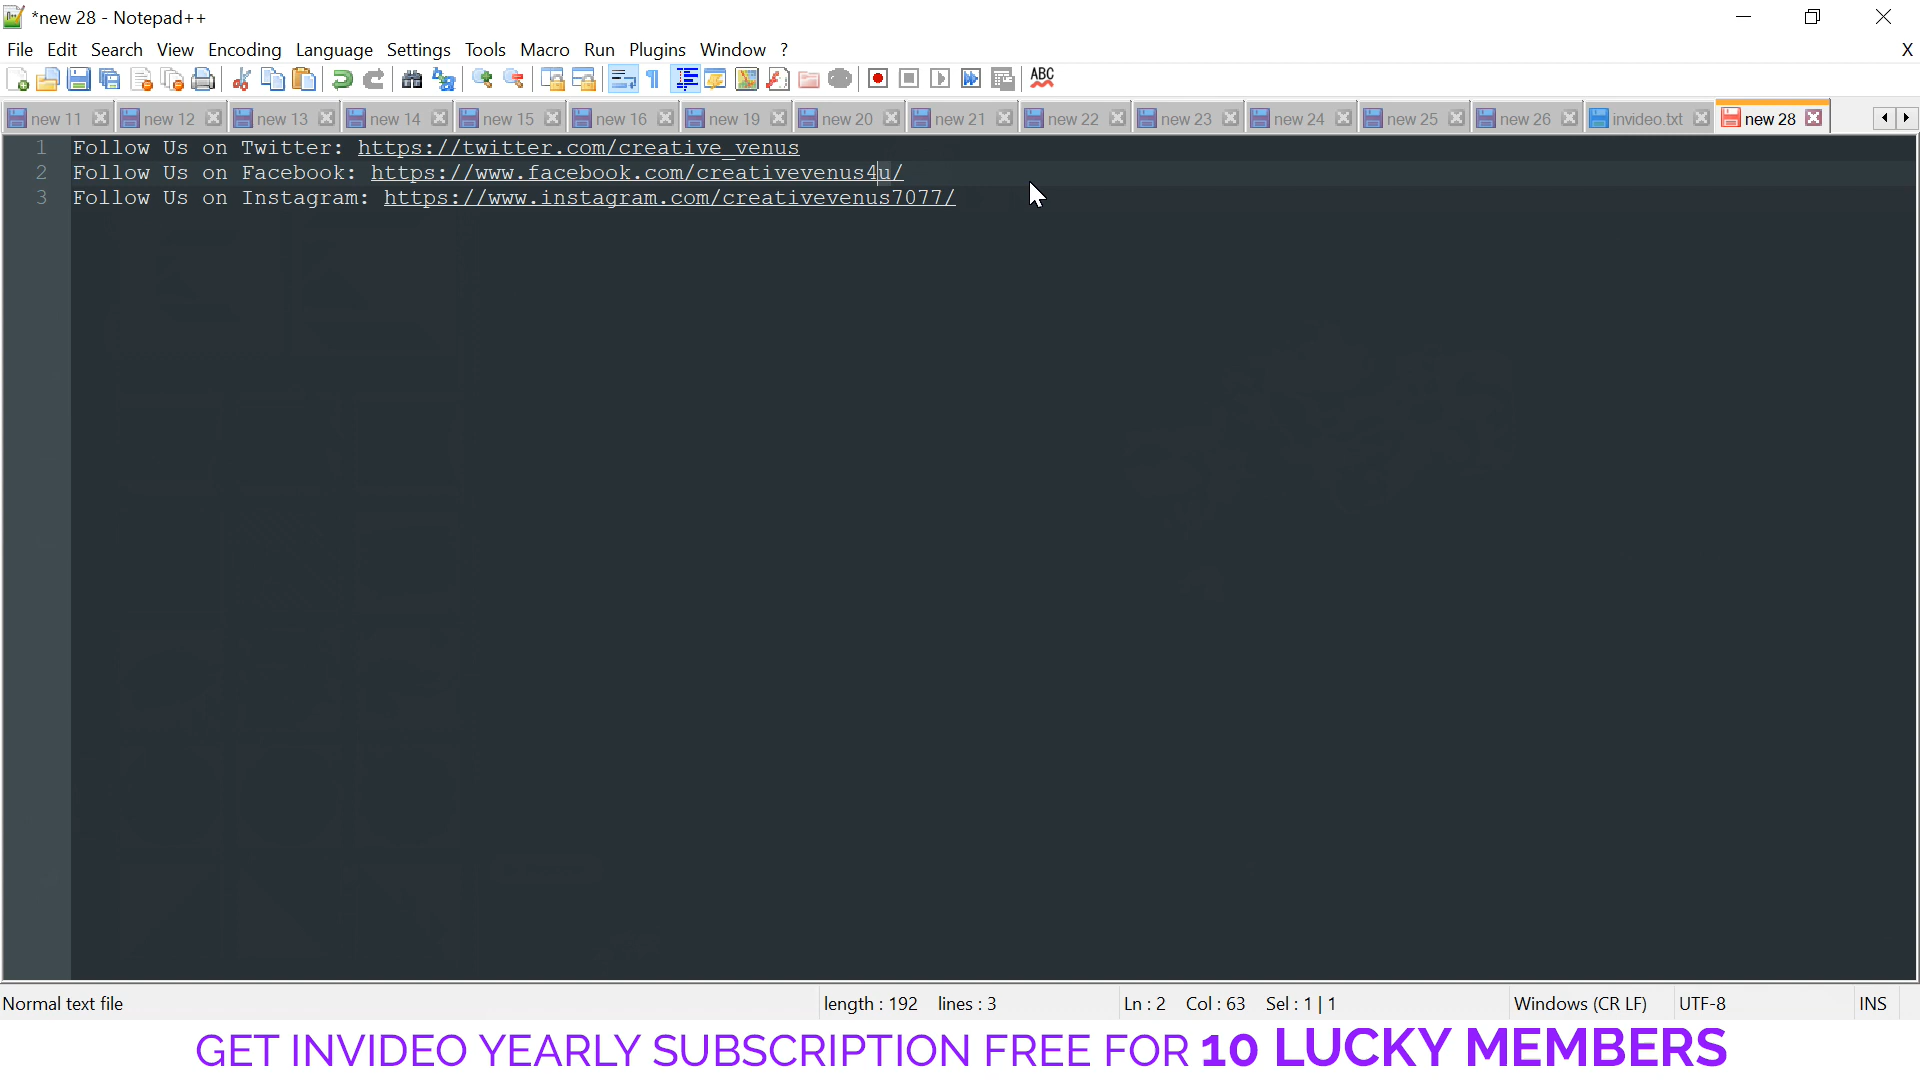 *new 28 - Notepad++
File Edit Search View Encoding Language Settings Tools Macro Run Plugins Window ? X
ABC
new 11 new 12 new 13 new 14 new 15 new 16 new 19 new 20 new 21 new 22 new 23 new 24 new 25 new 26 invideo.txt new 28
1 Follow Us on Twitter: https://twitter.com/creative_venus
2 Follow Us on Facebook: https://www.facebook.com/creativevenus4u/
3 Follow Us on Instagram: https://www.instagram.com/creativevenus7077/
Normal text file length : 192 lines : 3 Ln : 2 Col : 63 Sel : 1 | 1 Windows (CR LF) UTF-8 INS
GET INVIDEO YEARLY SUBSCRIPTION FREE FOR 10 LUCKY MEMBERS